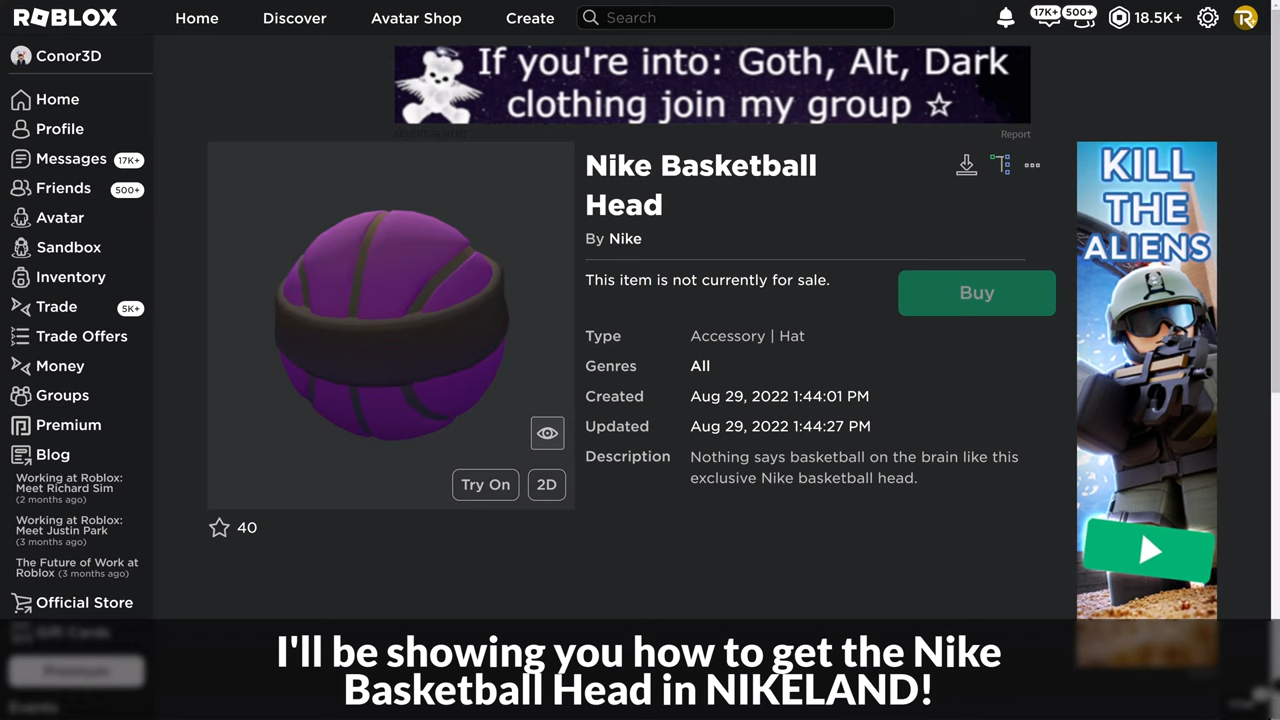 ROBLOX
Home
Discover
Avatar Shop
Create
Search
17K+
500+
18.5K+
Conor3D
Home
Profile
Messages 17K+
Friends 500+
Avatar
Sandbox
Inventory
Trade 5K+
Trade Offers
Money
Groups
Premium
Blog
Working at Roblox:
Meet Richard Sim
(2 months ago)
Working at Roblox:
Meet Justin Park
(3 months ago)
The Future of Work at
Roblox (3 months ago)
Official Store
Gift Cards
Premium
Events
If you're into: Goth, Alt, Dark
clothing join my group ☆
ADVERTISEMENT
Report
Try On
2D
40
Nike Basketball
Head
By Nike
This item is not currently for sale.
Buy
Type Accessory | Hat
Genres All
Created Aug 29, 2022 1:44:01 PM
Updated Aug 29, 2022 1:44:27 PM
Description Nothing says basketball on the brain like this
exclusive Nike basketball head.
KILL
THE
ALIENS
I'll be showing you how to get the Nike
Basketball Head in NIKELAND!